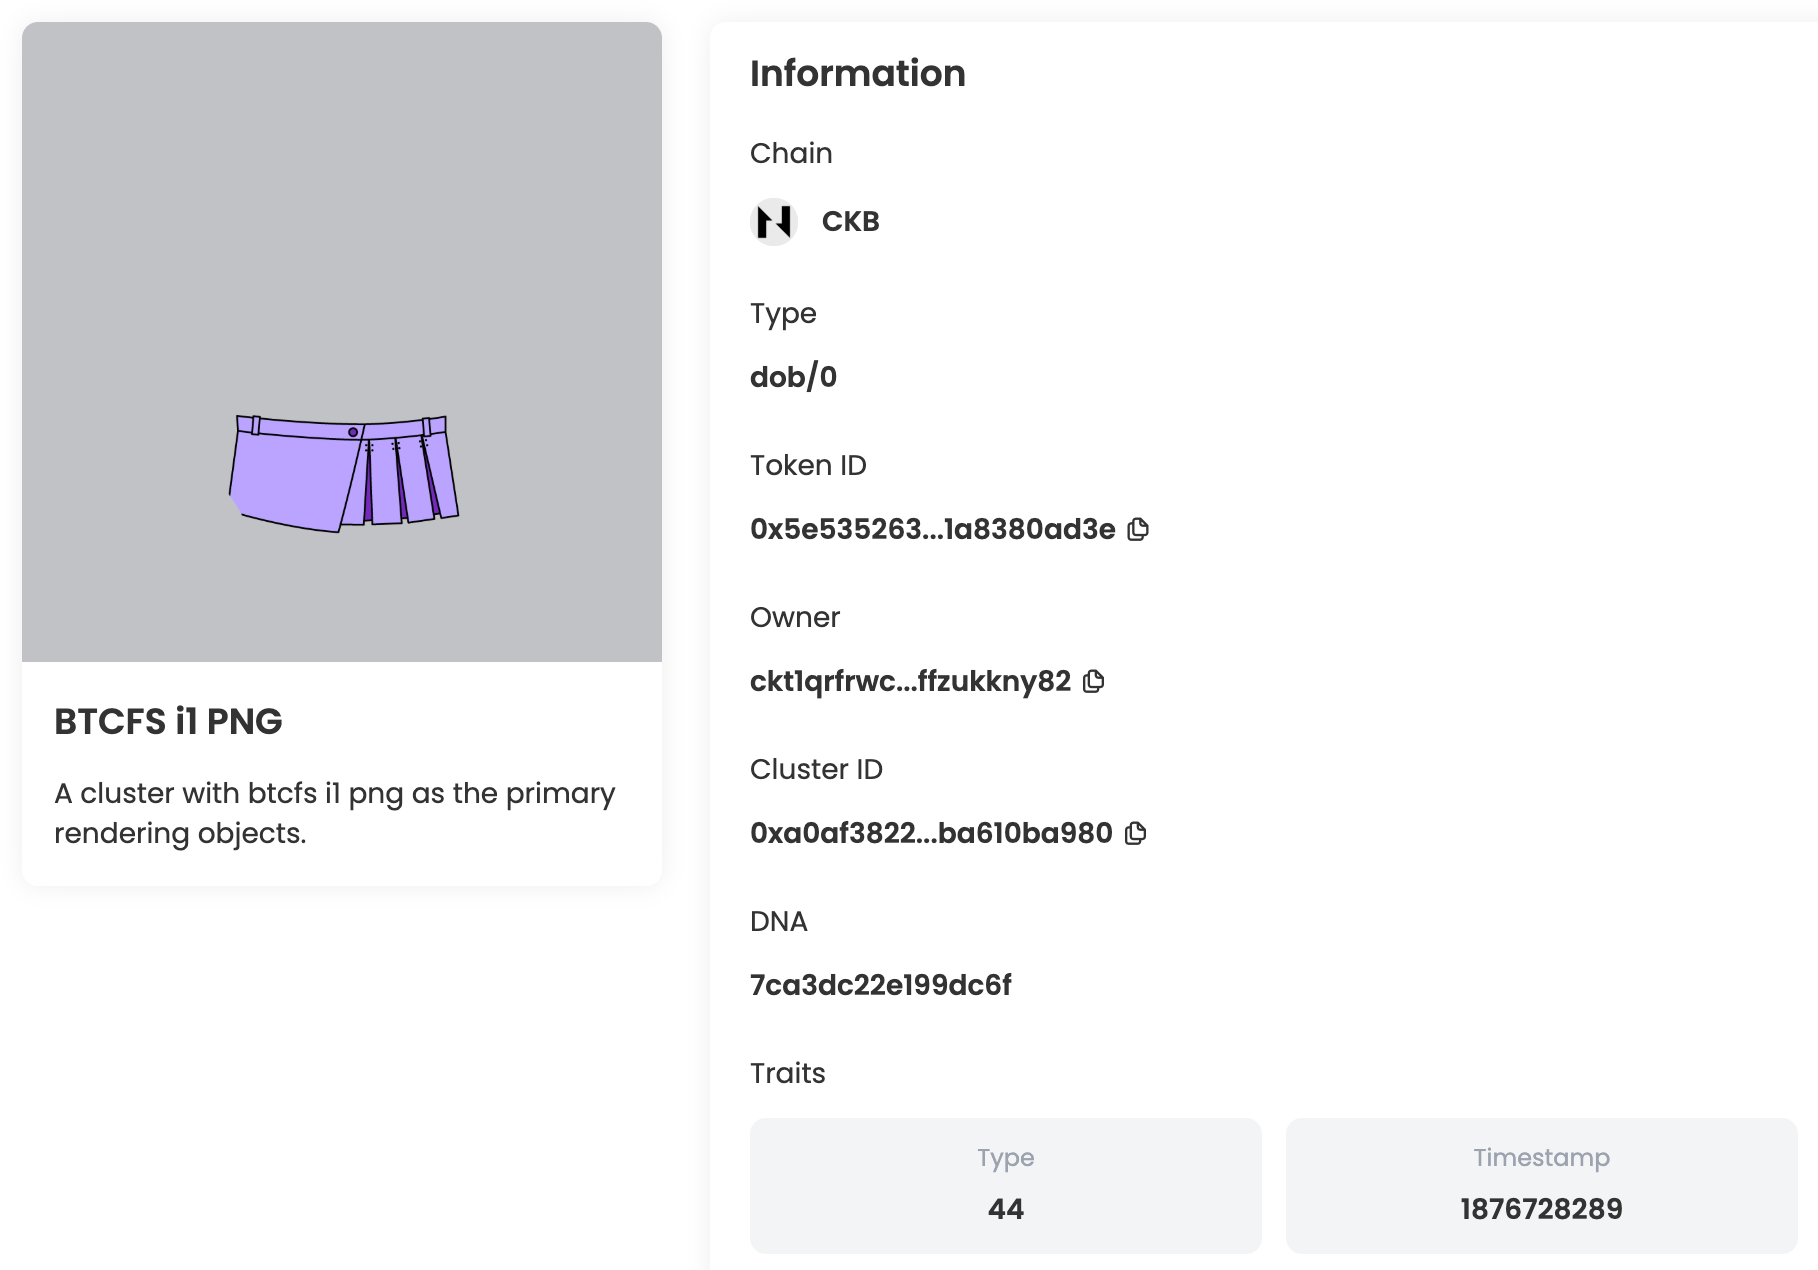 BTCFS i1 PNG
A cluster with btcfs i1 png as the primary
rendering objects.
Information
Chain
CKB
Type
dob/0
Token ID
0x5e535263...1a8380ad3e
Owner
ckt1qrfrwc...ffzukkny82
Cluster ID
0xa0af3822...ba610ba980
DNA
7ca3dc22e199dc6f
Traits
Type
44
Timestamp
1876728289